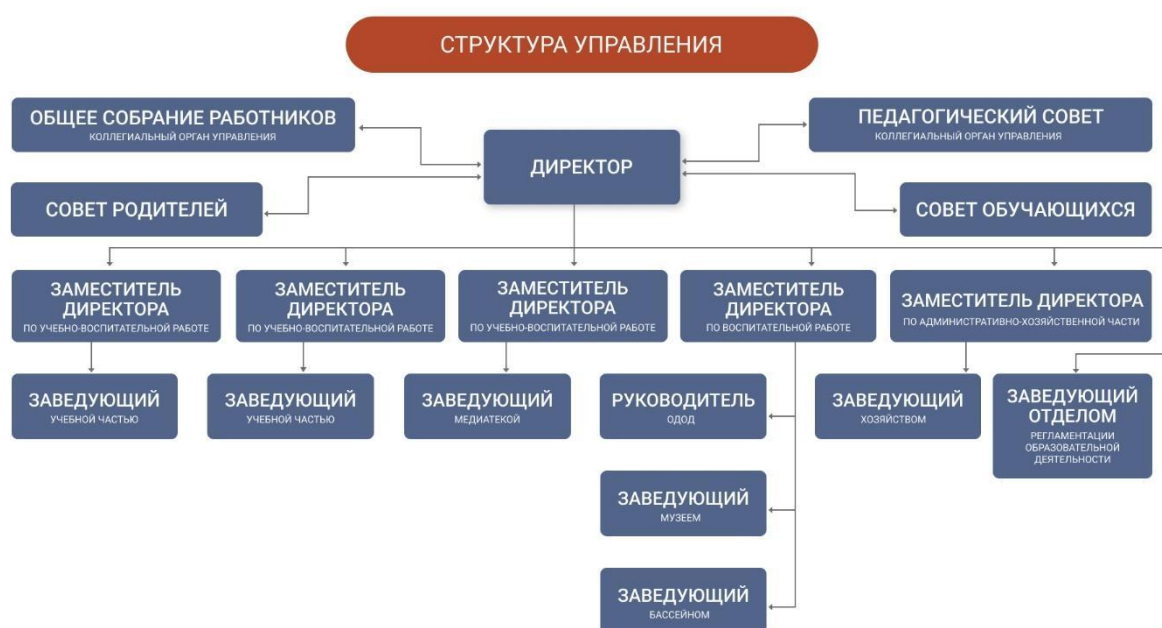 СТРУКТУРА УПРАВЛЕНИЯ
ОБЩЕЕ СОБРАНИЕ РАБОТНИКОВ
КОЛЛЕГИАЛЬНЫЙ ОРГАН УПРАВЛЕНИЯ
ПЕДАГОГИЧЕСКИЙ СОВЕТ
КОЛЛЕГИАЛЬНЫЙ ОРГАН УПРАВЛЕНИЯ
ДИРЕКТОР
СОВЕТ РОДИТЕЛЕЙ
СОВЕТ ОБУЧАЮЩИХСЯ
ЗАМЕСТИТЕЛЬ
ДИРЕКТОРА
ПО УЧЕБНО-ВОСПИТАТЕЛЬНОЙ РАБОТЕ
ЗАМЕСТИТЕЛЬ
ДИРЕКТОРА
ПО УЧЕБНО-ВОСПИТАТЕЛЬНОЙ РАБОТЕ
ЗАМЕСТИТЕЛЬ
ДИРЕКТОРА
ПО УЧЕБНО-ВОСПИТАТЕЛЬНОЙ РАБОТЕ
ЗАМЕСТИТЕЛЬ
ДИРЕКТОРА
ПО ВОСПИТАТЕЛЬНОЙ РАБОТЕ
ЗАМЕСТИТЕЛЬ ДИРЕКТОРА
ПО АДМИНИСТРАТИВНО-ХОЗЯЙСТВЕННОЙ ЧАСТИ
ЗАВЕДУЮЩИЙ
УЧЕБНОЙ ЧАСТЬЮ
ЗАВЕДУЮЩИЙ
УЧЕБНОЙ ЧАСТЬЮ
ЗАВЕДУЮЩИЙ
МЕДИАТЕКОЙ
РУКОВОДИТЕЛЬ
ОДОД
ЗАВЕДУЮЩИЙ
ХОЗЯЙСТВОМ
ЗАВЕДУЮЩИЙ
ОТДЕЛОМ
РЕГЛАМЕНТАЦИИ
ОБРАЗОВАТЕЛЬНОЙ
ДЕЯТЕЛЬНОСТИ
ЗАВЕДУЮЩИЙ
МУЗЕЕМ
ЗАВЕДУЮЩИЙ
БАССЕЙНОМ